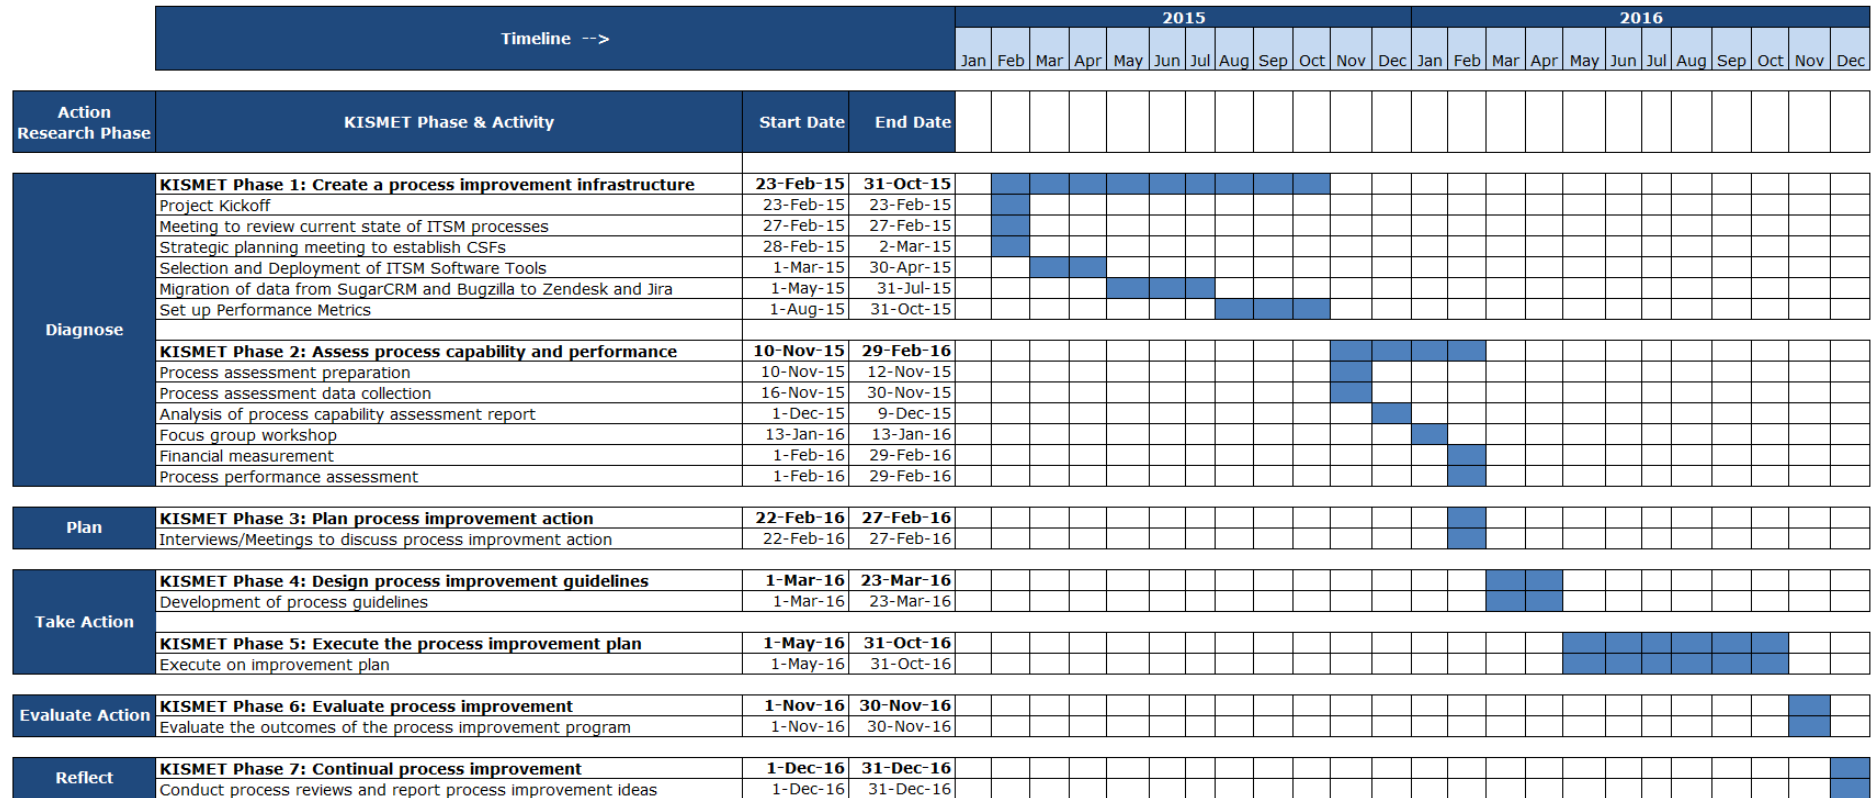 2015 2016
Timeline -->
Jan Feb Mar Apr May Jun Jul Aug Sep Oct Nov Dec Jan Feb Mar Apr May Jun Jul Aug Sep Oct Nov Dec
Action
Research Phase
KISMET Phase & Activity Start Date End Date
Diagnose
KISMET Phase 1: Create a process improvement infrastructure 23-Feb-15 31-Oct-15
Project Kickoff 23-Feb-15 23-Feb-15
Meeting to review current state of ITSM processes 27-Feb-15 27-Feb-15
Strategic planning meeting to establish CSFs 28-Feb-15 2-Mar-15
Selection and Deployment of ITSM Software Tools 1-Mar-15 30-Apr-15
Migration of data from SugarCRM and Bugzilla to Zendesk and Jira 1-May-15 31-Jul-15
Set up Performance Metrics 1-Aug-15 31-Oct-15
KISMET Phase 2: Assess process capability and performance 10-Nov-15 29-Feb-16
Process assessment preparation 10-Nov-15 12-Nov-15
Process assessment data collection 16-Nov-15 30-Nov-15
Analysis of process capability assessment report 1-Dec-15 9-Dec-15
Focus group workshop 13-Jan-16 13-Jan-16
Financial measurement 1-Feb-16 29-Feb-16
Process performance assessment 1-Feb-16 29-Feb-16
Plan
KISMET Phase 3: Plan process improvement action 22-Feb-16 27-Feb-16
Interviews/Meetings to discuss process improvment action 22-Feb-16 27-Feb-16
Take Action
KISMET Phase 4: Design process improvement guidelines 1-Mar-16 23-Mar-16
Development of process guidelines 1-Mar-16 23-Mar-16
KISMET Phase 5: Execute the process improvement plan 1-May-16 31-Oct-16
Execute on improvement plan 1-May-16 31-Oct-16
Evaluate Action
KISMET Phase 6: Evaluate process improvement 1-Nov-16 30-Nov-16
Evaluate the outcomes of the process improvement program 1-Nov-16 30-Nov-16
Reflect
KISMET Phase 7: Continual process improvement 1-Dec-16 31-Dec-16
Conduct process reviews and report process improvement ideas 1-Dec-16 31-Dec-16